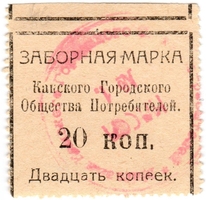 ЗАБОРНАЯ МАРКА
Канского Городского
Общества Потребителей.
20 коп.
Двадцать копеек.